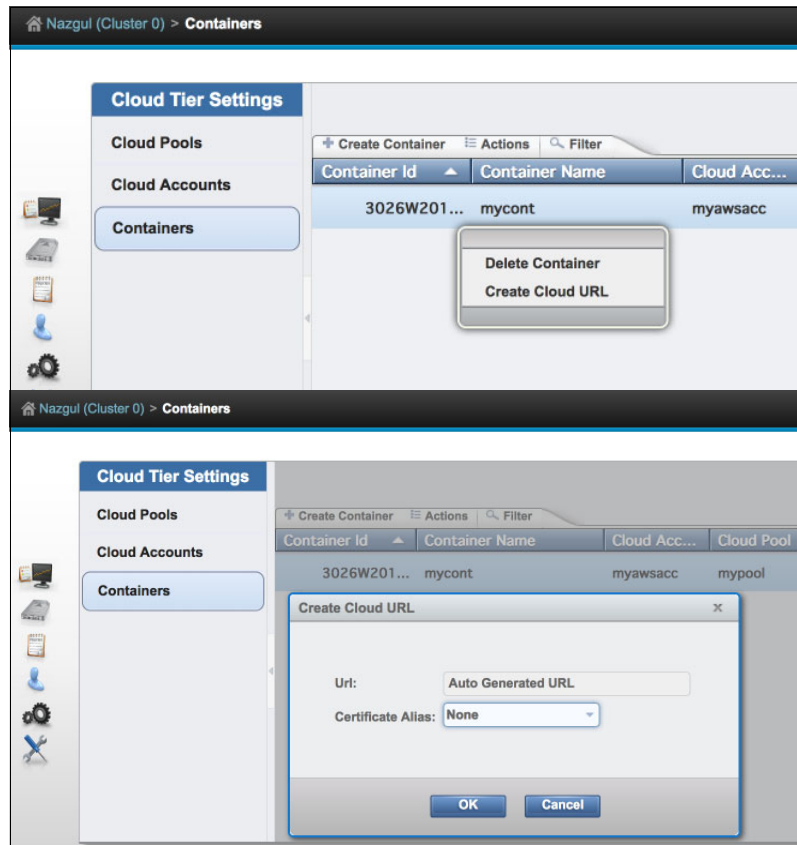 Nazgul (Cluster 0) > Containers
Cloud Tier Settings
Cloud Pools
Cloud Accounts
Containers
Create Container Actions Filter
Container Id Container Name Cloud Acc...
3026W201... mycont myawsacc
Delete Container
Create Cloud URL
Nazgul (Cluster 0) > Containers
Cloud Tier Settings
Cloud Pools
Cloud Accounts
Containers
Create Container Actions Filter
Container Id Container Name Cloud Acc... Cloud Pool
3026W201... mycont myawsacc mypool
Create Cloud URL x
Url: Auto Generated URL
Certificate Alias: None
OK Cancel